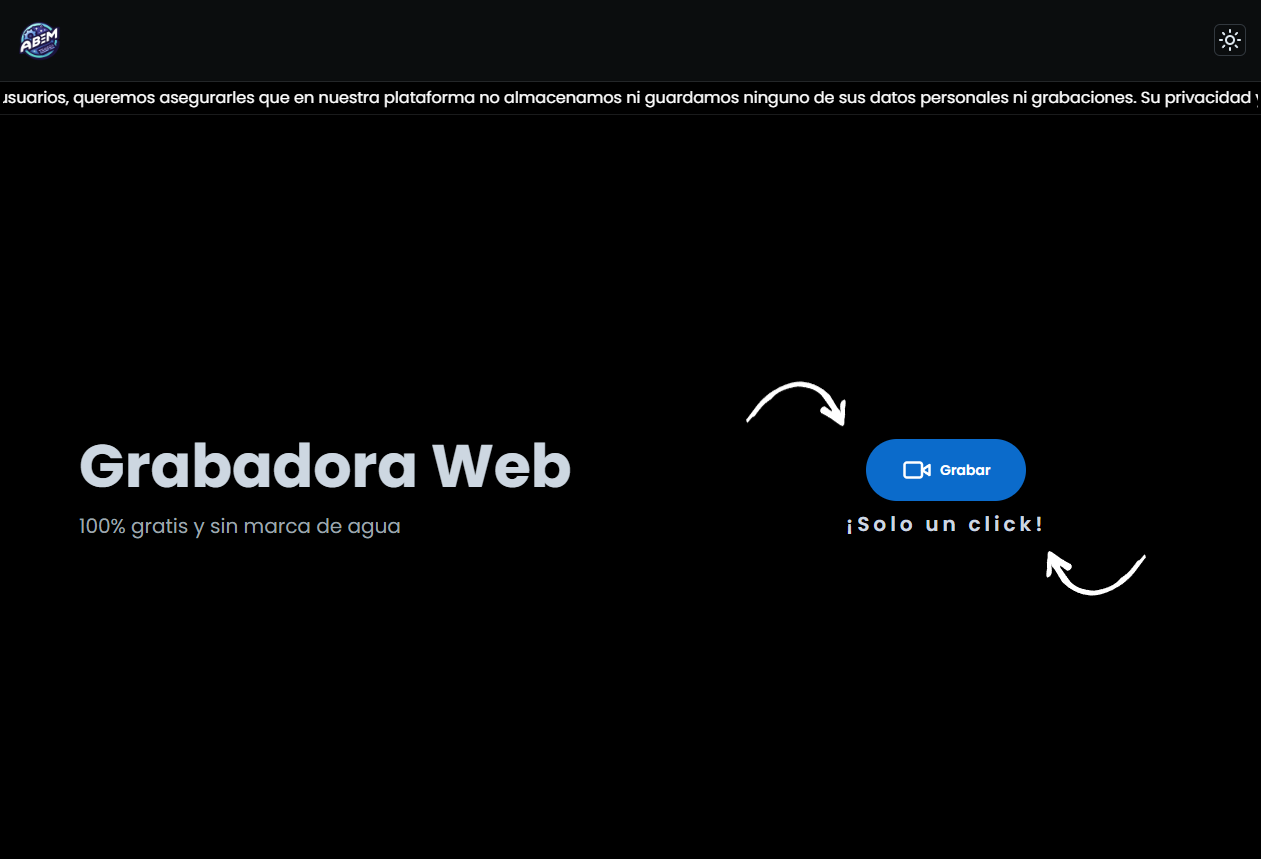 ABEM
usuarios, queremos asegurarles que en nuestra plataforma no almacenamos ni guardamos ninguno de sus datos personales ni grabaciones. Su privacidad
Grabadora Web
100% gratis y sin marca de agua
Grabar
¡Solo un click!